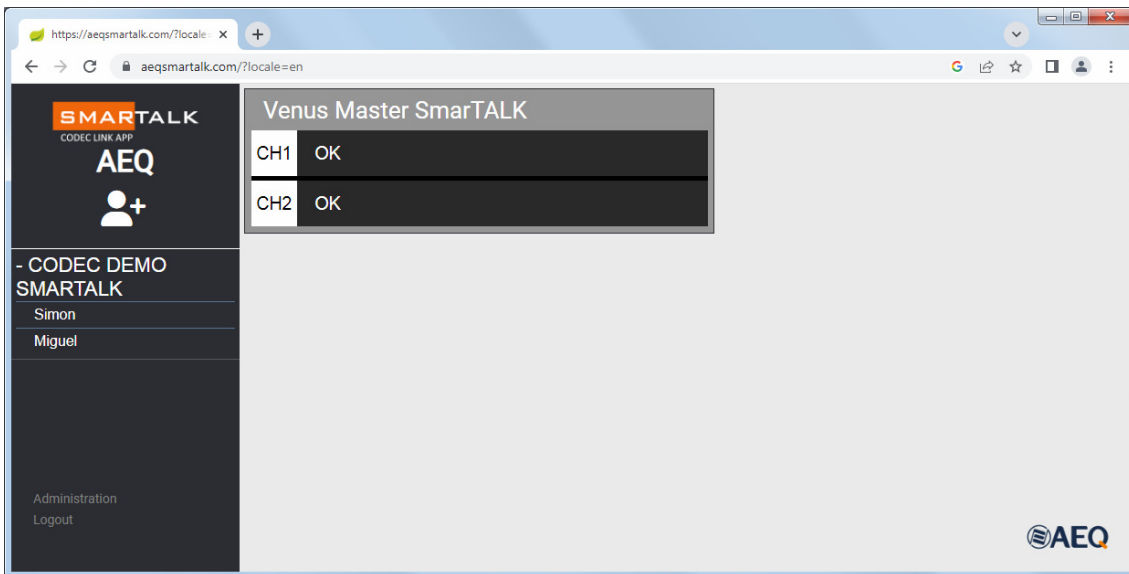 https://aeqsmartalk.com/?locale=
aeqsmartalk.com/?locale=en
SMARTALK
CODEC LINK APP
AEQ
- CODEC DEMO
SMARTALK
Simon
Miguel
Administration
Logout
Venus Master SmarTALK
CH1 OK
CH2 OK
AEQ